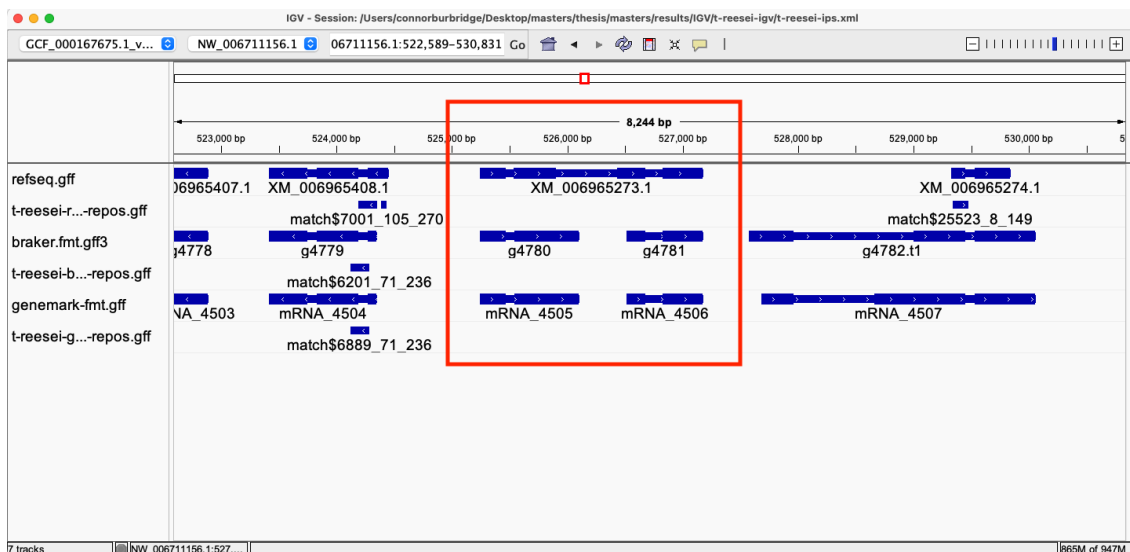 IGV - Session: /Users/connorburbridge/Desktop/masters/thesis/masters/results/IGV/t-reesei-igv/t-reesei-ips.xml
GCF_000167675.1_v... NW_006711156.1 06711156.1:522,589-530,831 Go
8,244 bp
523,000 bp 524,000 bp 525,000 bp 526,000 bp 527,000 bp 528,000 bp 529,000 bp 530,000 bp 5
refseq.gff
06965407.1 XM_006965408.1 XM_006965273.1 XM_006965274.1
t-reesei-r...-repos.gff
match$7001_105_270 match$25523_8_149
braker.fmt.gff3
g4778 g4779 g4780 g4781 g4782.t1
t-reesei-b...-repos.gff
match$6201_71_236
genemark-fmt.gff
NA_4503 mRNA_4504 mRNA_4505 mRNA_4506 mRNA_4507
t-reesei-g...-repos.gff
match$6889_71_236
7 tracks NW_006711156.1:527.... 865M of 947M